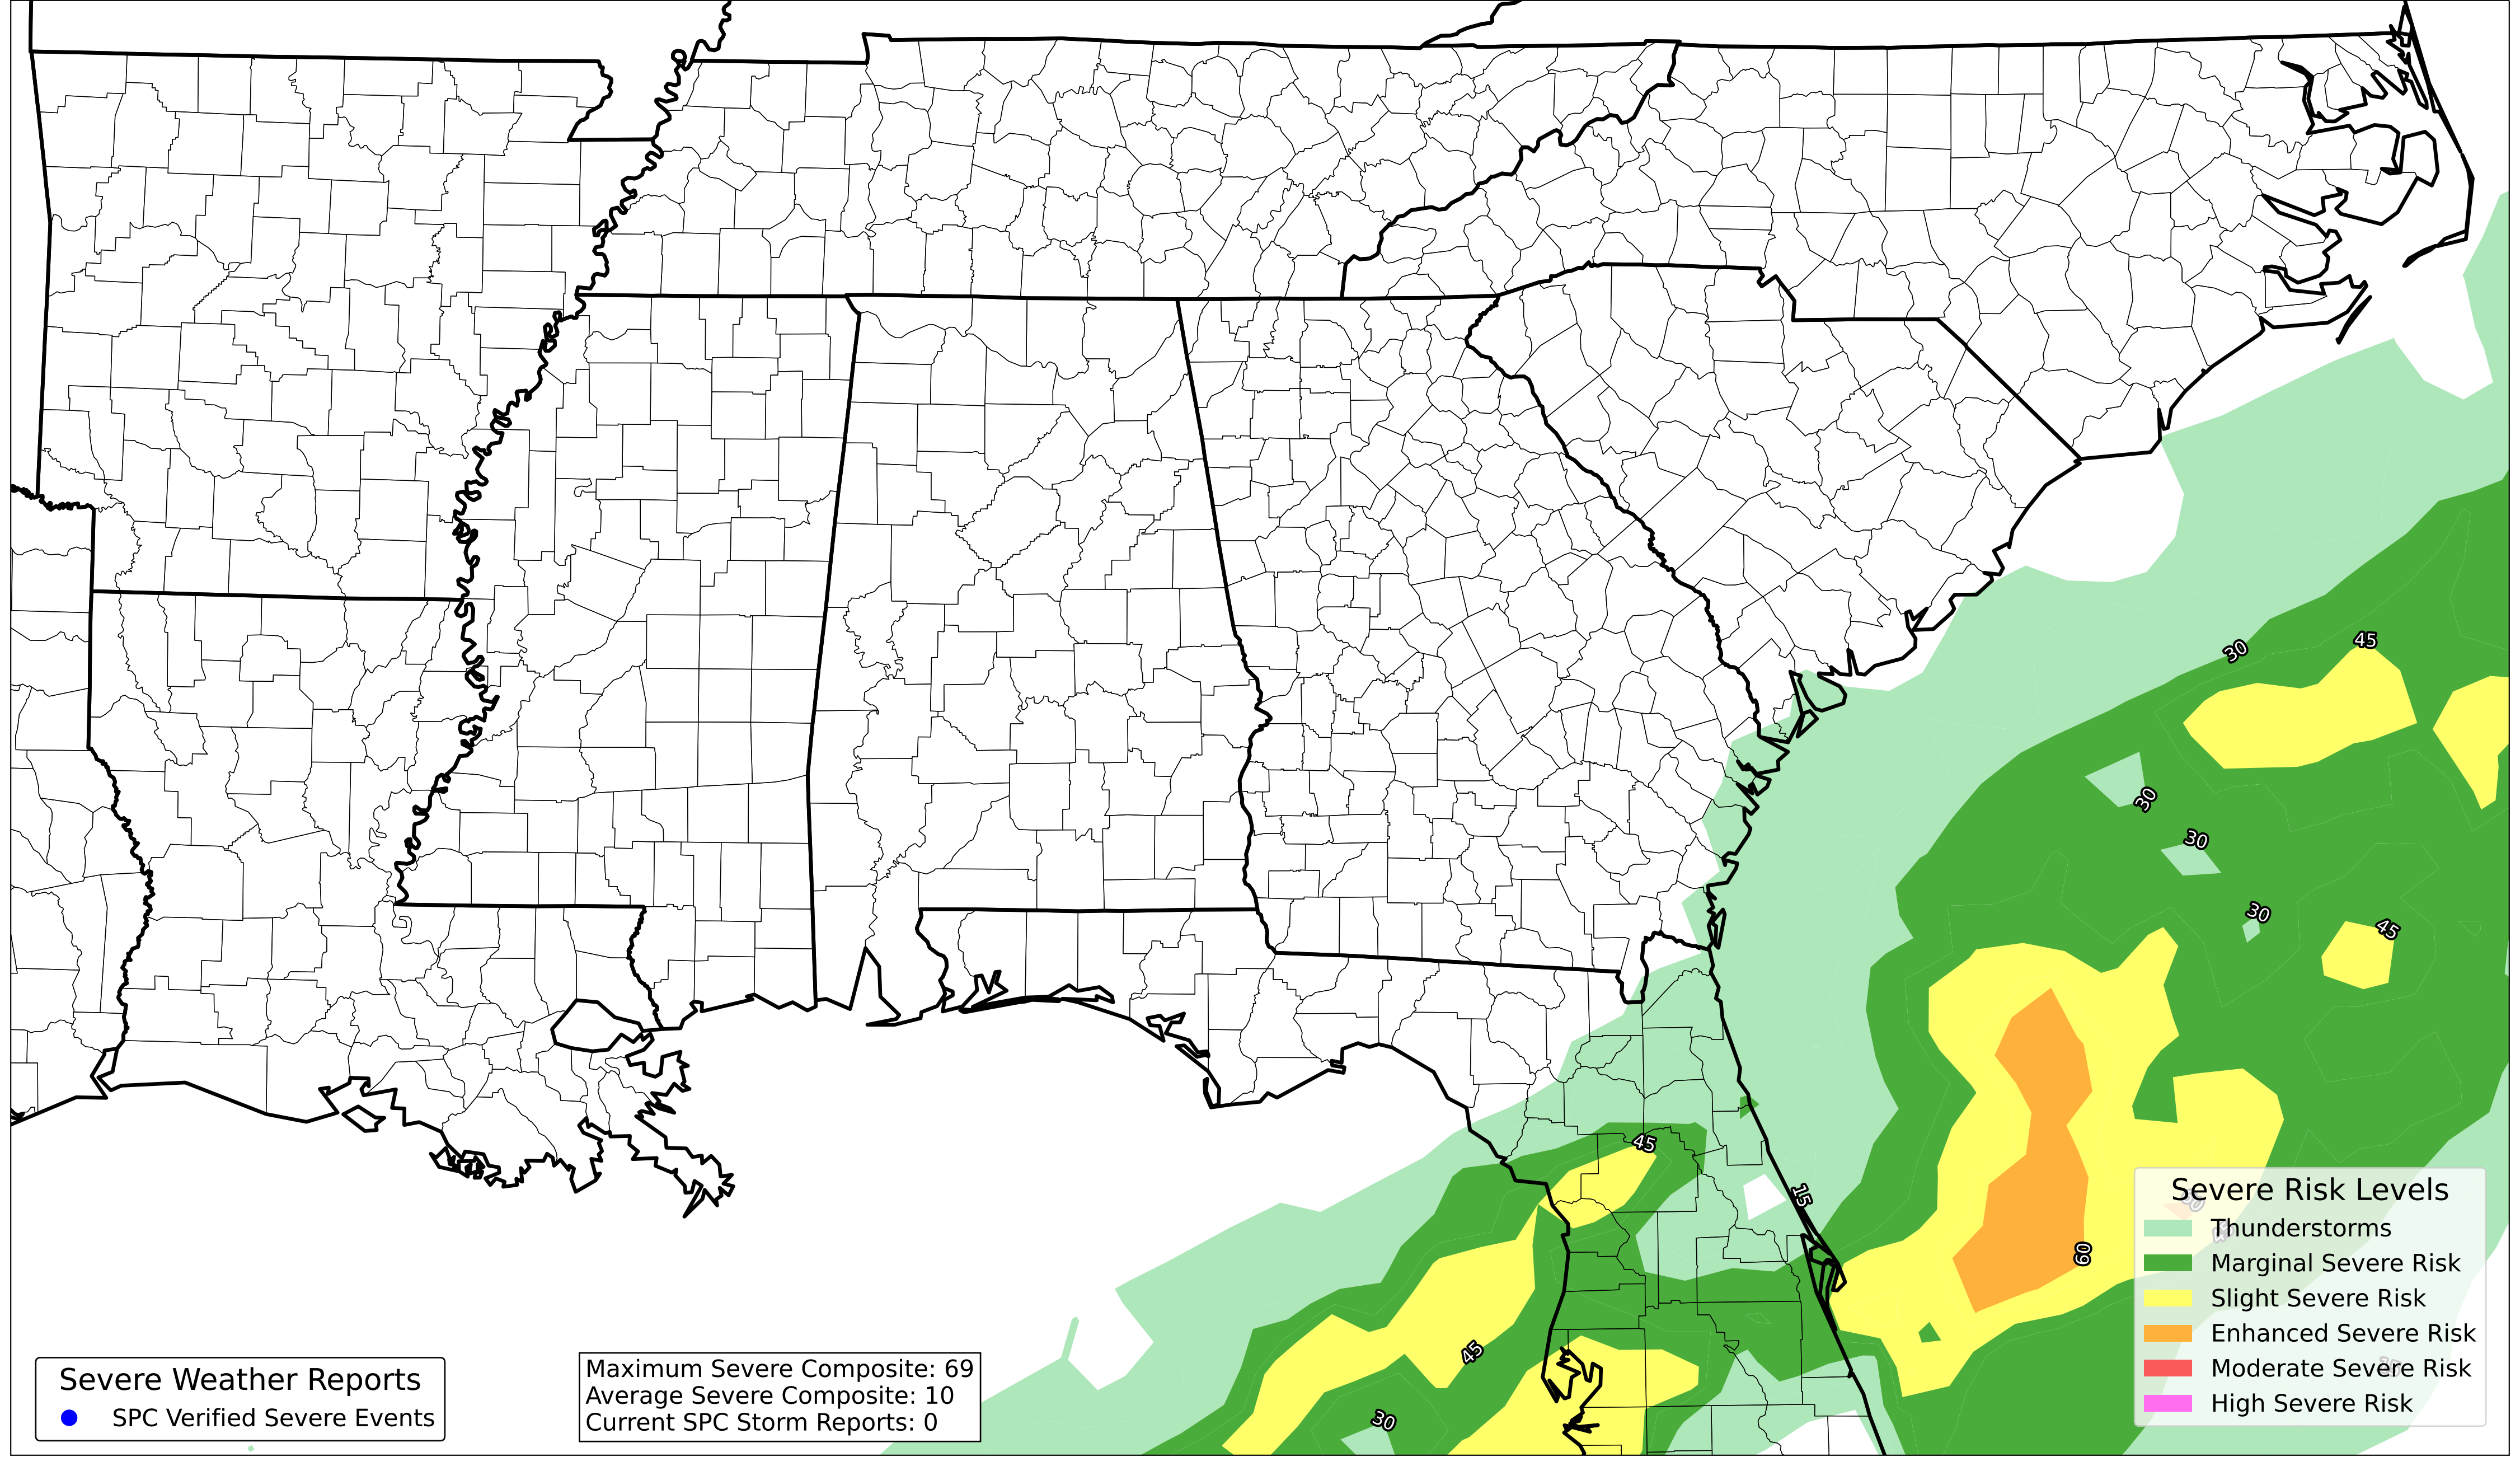 45
30
30
30
45
45
15
60
45
30
Severe Risk Levels
Thunderstorms
Marginal Severe Risk
Slight Severe Risk
Enhanced Severe Risk
Moderate Severe Risk
High Severe Risk
Severe Weather Reports
SPC Verified Severe Events
Maximum Severe Composite: 69
Average Severe Composite: 10
Current SPC Storm Reports: 0